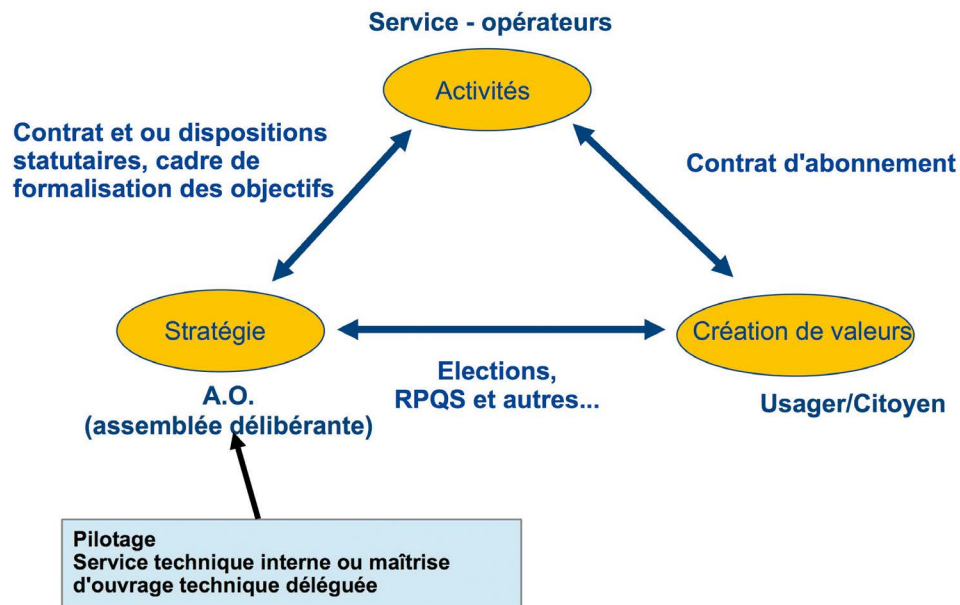 Service - opérateurs
Activités
Contrat et ou dispositions
statutaires, cadre de
formalisation des objectifs
Contrat d'abonnement
Stratégie
Création de valeurs
Elections,
RPQS et autres...
A.O.
(assemblée délibérante)
Usager/Citoyen
Pilotage
Service technique interne ou maîtrise
d'ouvrage technique déléguée